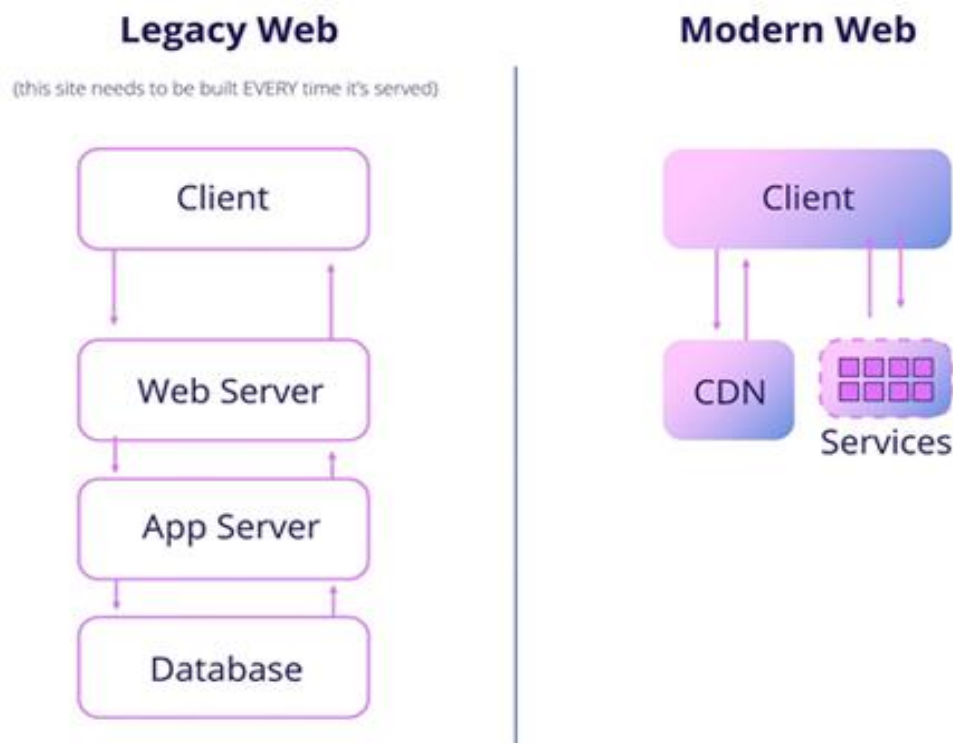 Legacy Web
(this site needs to be built EVERY time it's served)
Client
Web Server
App Server
Database
Modern Web
Client
CDN
Services